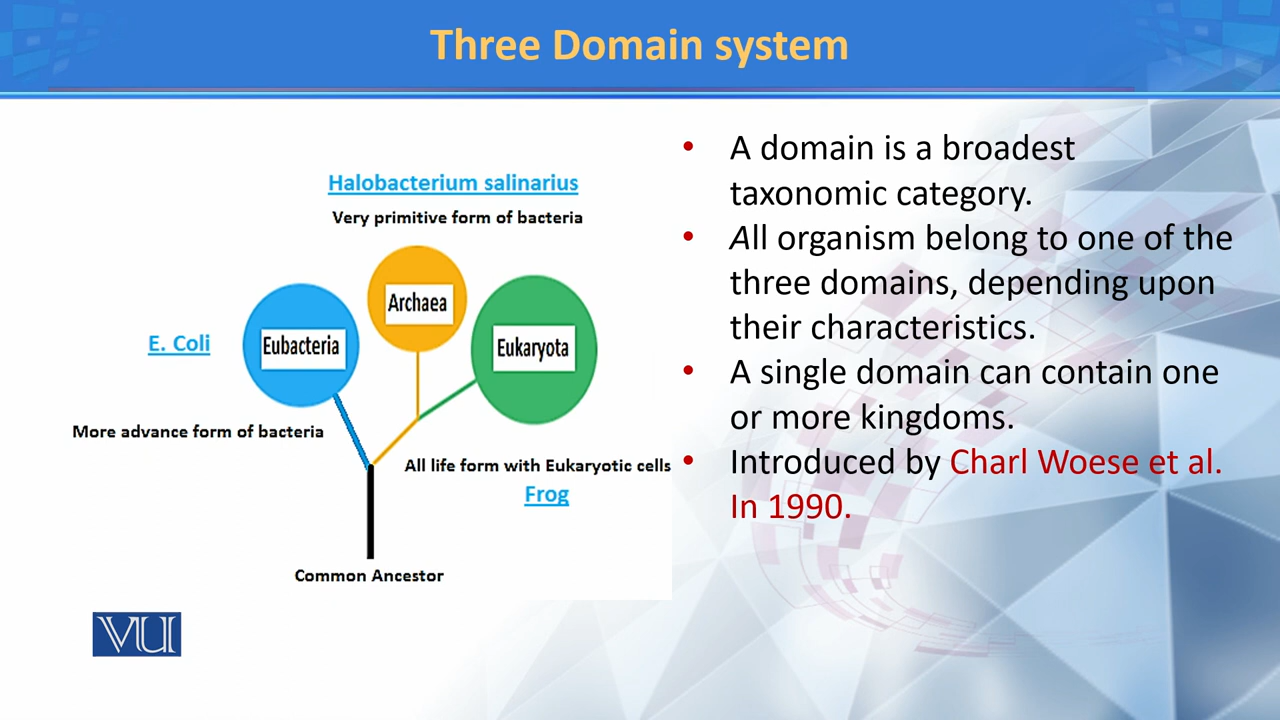 Three Domain system
Halobacterium salinarius
Very primitive form of bacteria
Archaea
Eubacteria
Eukaryota
E. Coli
More advance form of bacteria
All life form with Eukaryotic cells
Frog
Common Ancestor
VU
• A domain is a broadest
taxonomic category.
• All organism belong to one of the
three domains, depending upon
their characteristics.
• A single domain can contain one
or more kingdoms.
• Introduced by Charl Woese et al.
In 1990.